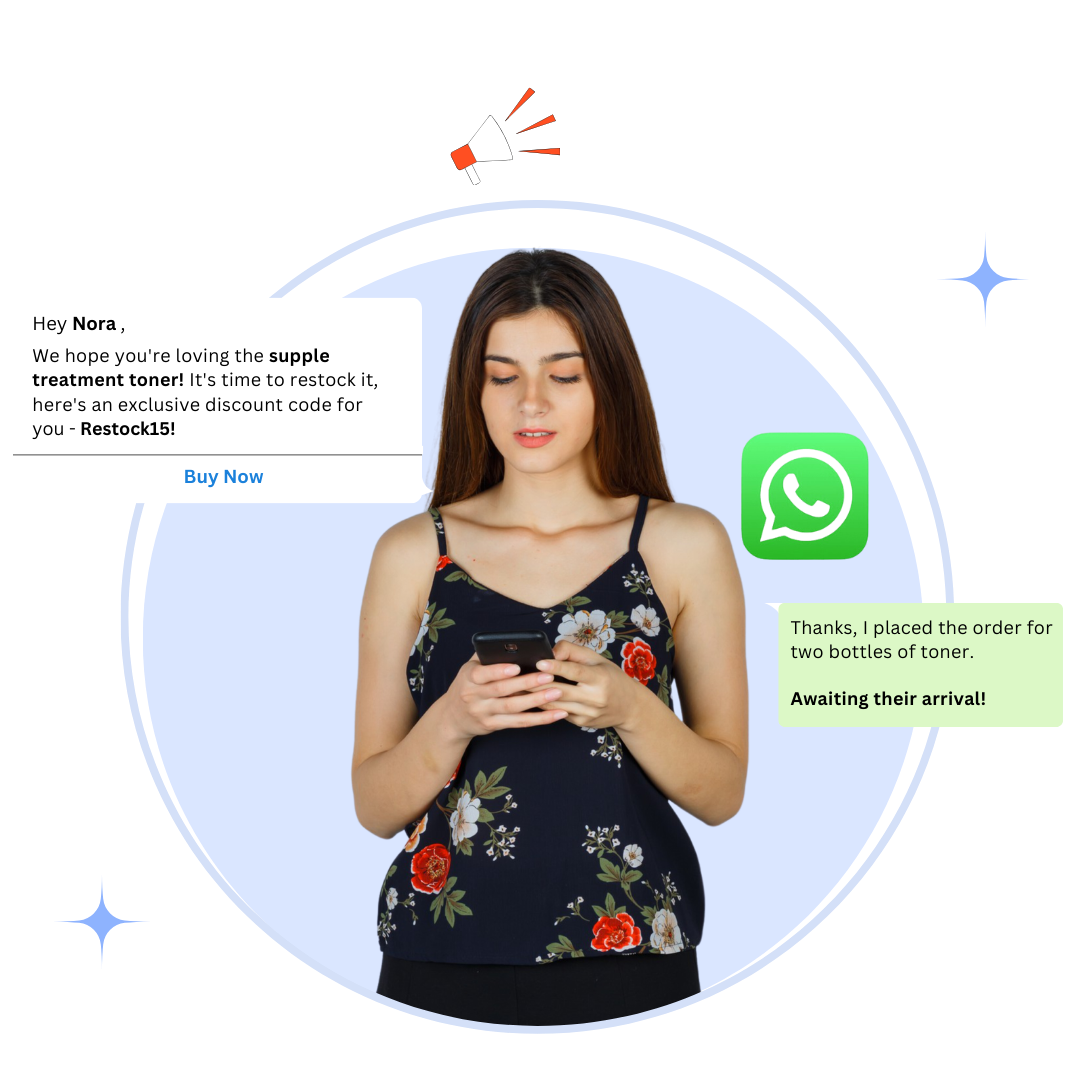 Hey Nora ,
We hope you're loving the supple
treatment toner! It's time to restock it,
here's an exclusive discount code for
you - Restock15!
Buy Now
Thanks, I placed the order for
two bottles of toner.
Awaiting their arrival!